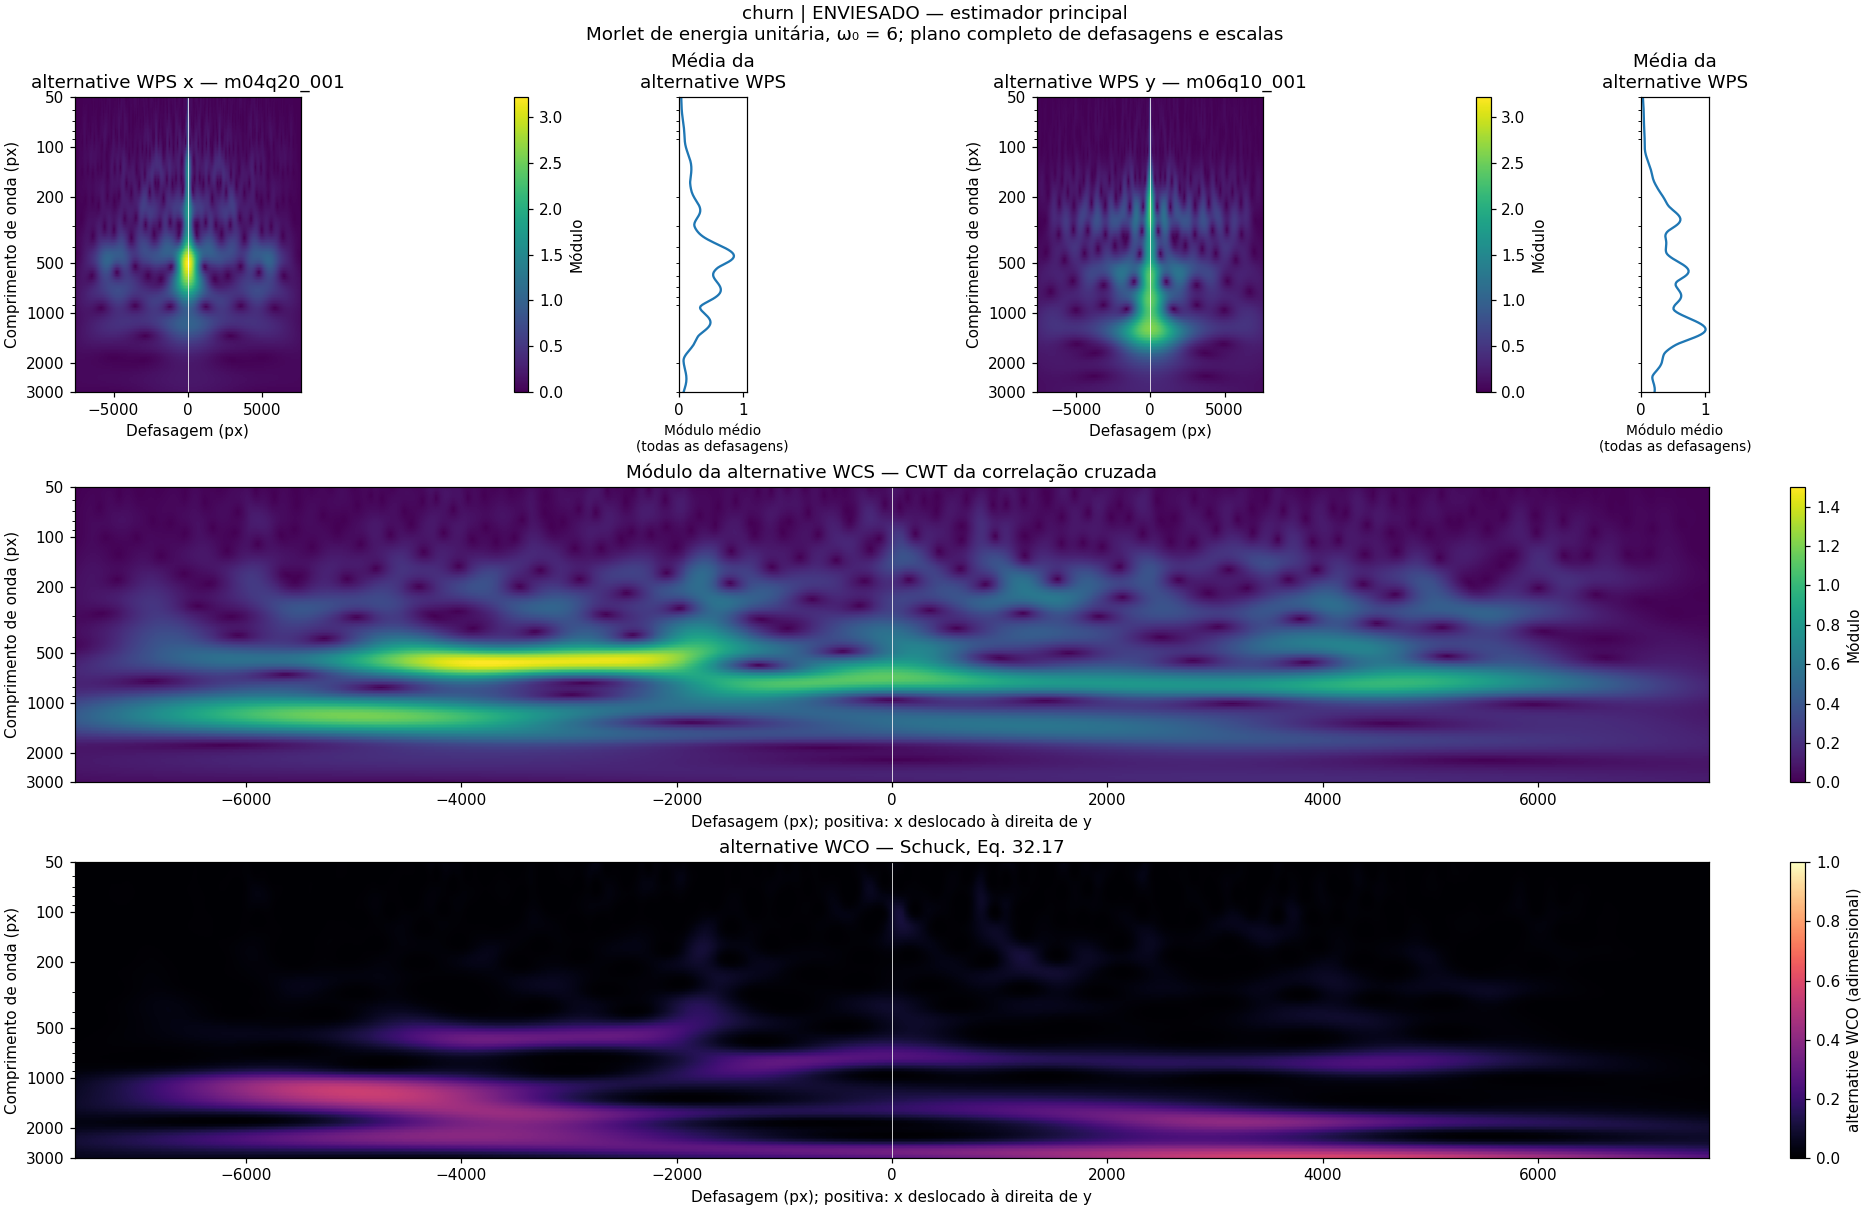 churn | ENVIESADO — estimador principal
Morlet de energia unitária, ω₀ = 6; plano completo de defasagens e escalas
alternative WPS x — m04q20_001
Comprimento de onda (px)
50
100
200
500
1000
2000
3000
−5000 0 5000
Defasagem (px)
3.0
2.5
2.0
1.5
1.0
0.5
0.0
Módulo
Média da
alternative WPS
0 1
Módulo médio
(todas as defasagens)
alternative WPS y — m06q10_001
Comprimento de onda (px)
50
100
200
500
1000
2000
3000
−5000 0 5000
Defasagem (px)
3.0
2.5
2.0
1.5
1.0
0.5
0.0
Módulo
Média da
alternative WPS
0 1
Módulo médio
(todas as defasagens)
Módulo da alternative WCS — CWT da correlação cruzada
Comprimento de onda (px)
50
100
200
500
1000
2000
3000
−6000 −4000 −2000 0 2000 4000 6000
Defasagem (px); positiva: x deslocado à direita de y
1.4
1.2
1.0
0.8
0.6
0.4
0.2
0.0
Módulo
alternative WCO — Schuck, Eq. 32.17
Comprimento de onda (px)
50
100
200
500
1000
2000
3000
−6000 −4000 −2000 0 2000 4000 6000
Defasagem (px); positiva: x deslocado à direita de y
1.0
0.8
0.6
0.4
0.2
0.0
alternative WCO (adimensional)